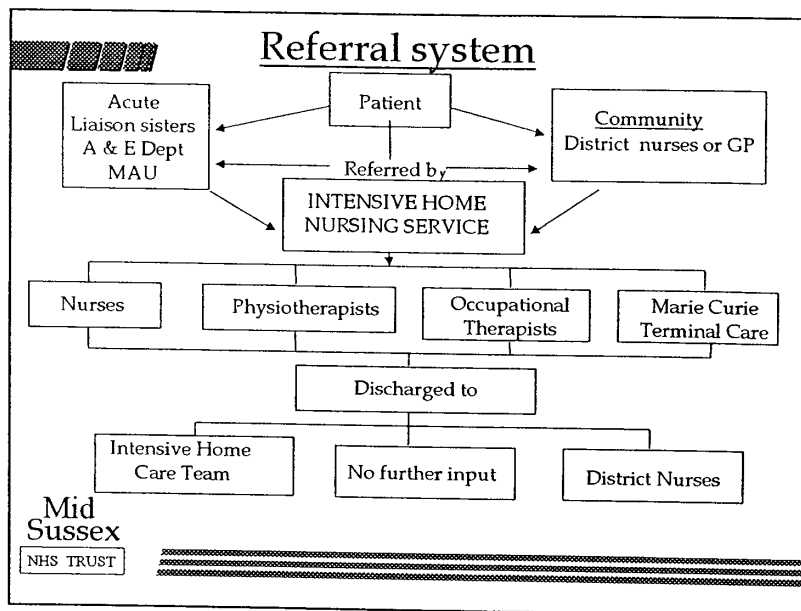 Referral system
Acute
Liaison sisters
A & E Dept
MAU
Patient
Community
District nurses or GP
Referred by
INTENSIVE HOME
NURSING SERVICE
Nurses
Physiotherapists
Occupational
Therapists
Marie Curie
Terminal Care
Discharged to
Intensive Home
Care Team
No further input
District Nurses
Mid
Sussex
NHS TRUST